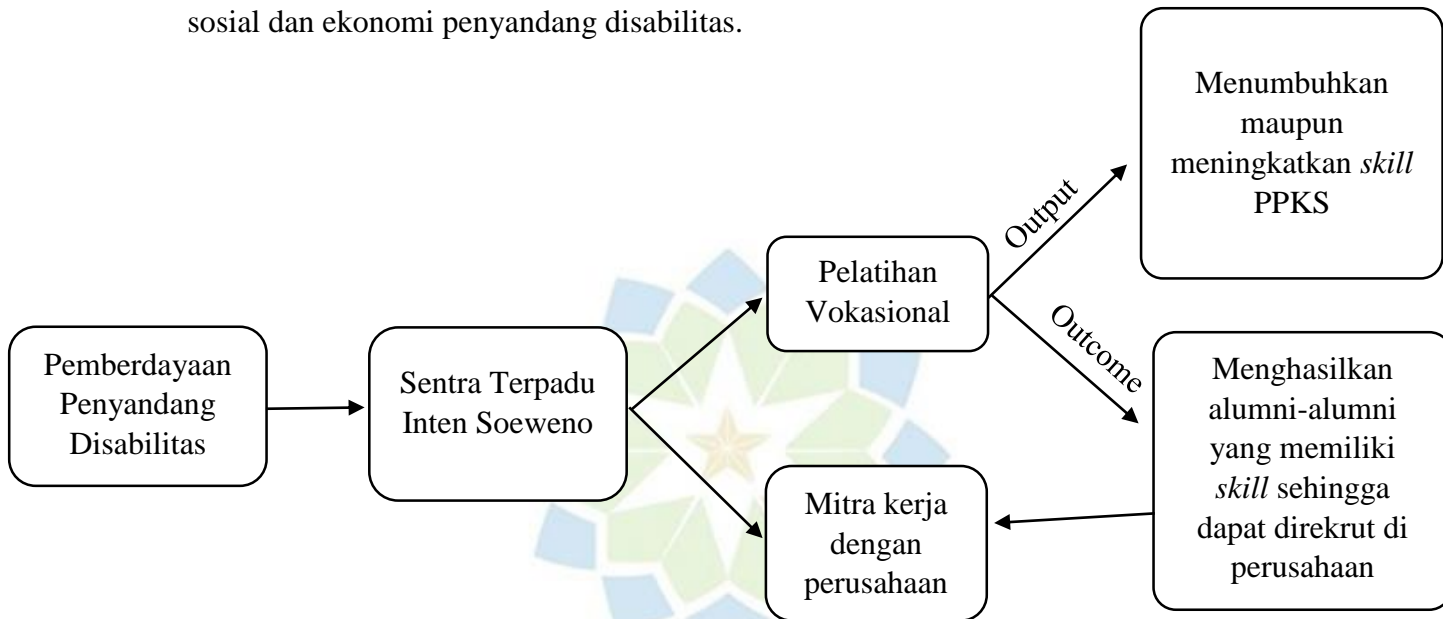 sosial dan ekonomi penyandang disabilitas.
Pemberdayaan
Penyandang
Disabilitas
Sentra Terpadu
Inten Soeweno
Pelatihan
Vokasional
Mitra kerja
dengan
perusahaan
Output
Outcome
Menumbuhkan
maupun
meningkatkan skill
PPKS
Menghasilkan
alumni-alumni
yang memiliki
skill sehingga
dapat direkrut di
perusahaan